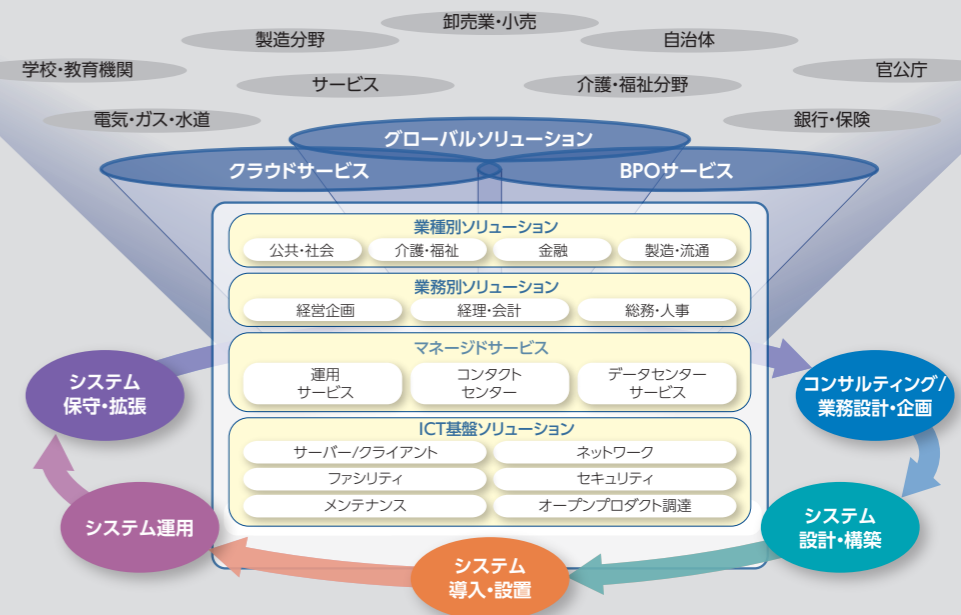 卸売業・小売
製造分野
自治体
学校・教育機関
官公庁
サービス
介護・福祉分野
電気・ガス・水道
銀行・保険
グローバルソリューション
クラウドサービス
BPOサービス
業種別ソリューション
公共・社会
介護・福祉
金融
製造・流通
業務別ソリューション
経営企画
経理・会計
総務・人事
マネージドサービス
運用
サービス
コンタクト
センター
データセンター
サービス
ICT基盤ソリューション
サーバー/クライアント
ネットワーク
ファシリティ
セキュリティ
メンテナンス
オープンプロダクト調達
コンサルティング/
業務設計・企画
システム
設計・構築
システム
導入・設置
システム運用
システム
保守・拡張